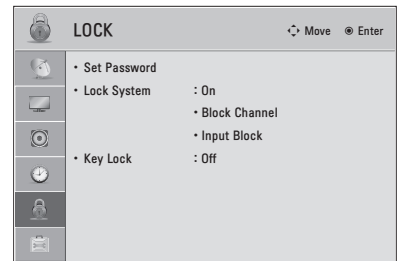 LOCK Move Enter
• Set Password
• Lock System : On
• Block Channel
• Input Block
• Key Lock : Off